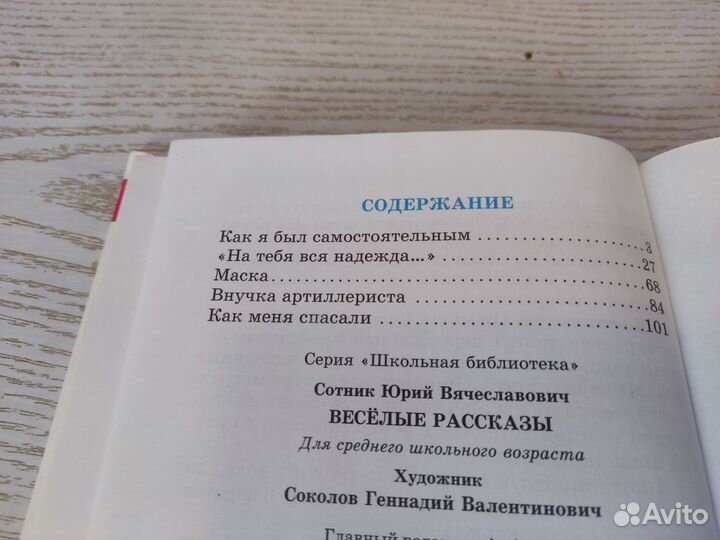 СОДЕРЖАНИЕ
Как я был самостоятельным .................... 3
«На тебя вся надежда...» .......................... 27
Маска .................................................... 68
Внучка артиллериста .............................. 84
Как меня спасали .................................. 101
Серия «Школьная библиотека»
Сотник Юрий Вячеславович
ВЕСЁЛЫЕ РАССКАЗЫ
Для среднего школьного возраста
Художник
Соколов Геннадий Валентинович
Главный
Avito